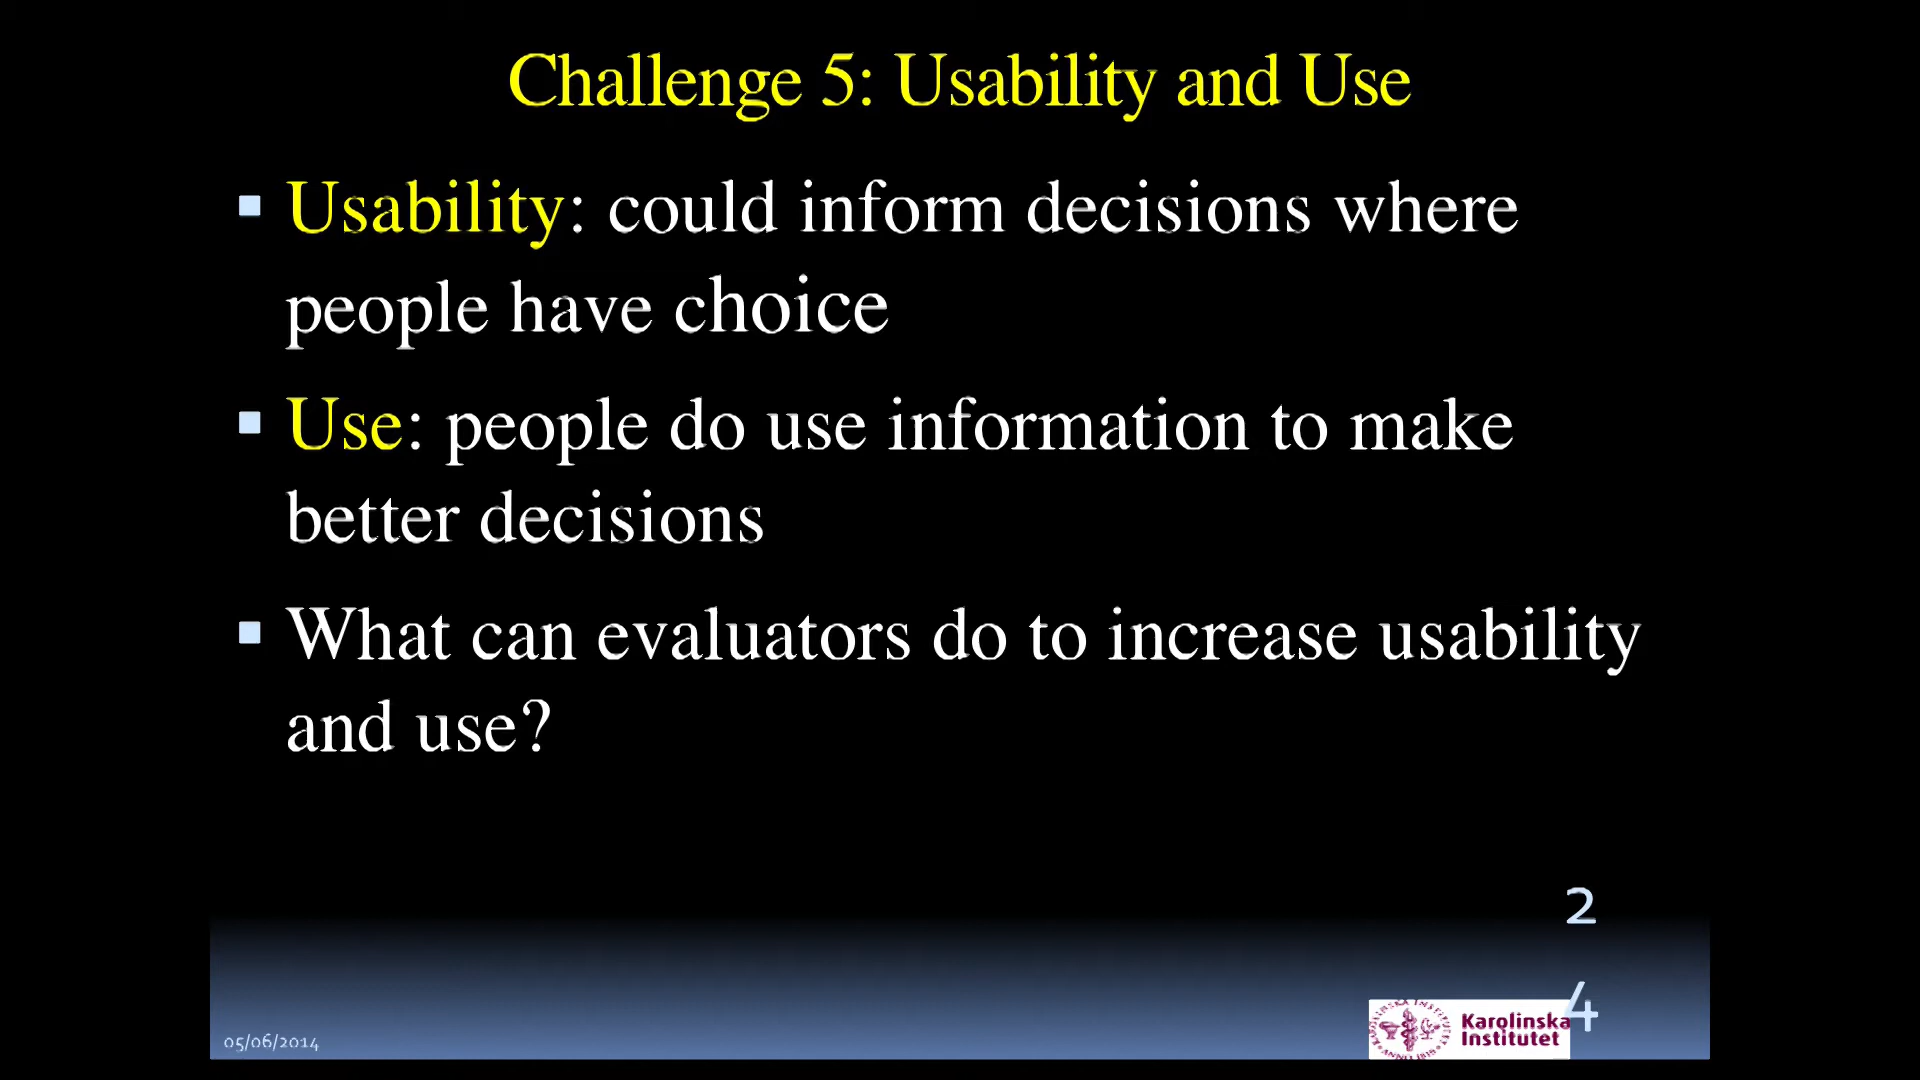 Challenge 5: Usability and Use
Usability: could inform decisions where
people have choice
Use: people do use information to make
better decisions
What can evaluators do to increase usability
and use?
2
4
05/06/2014
Karolinska
Institutet